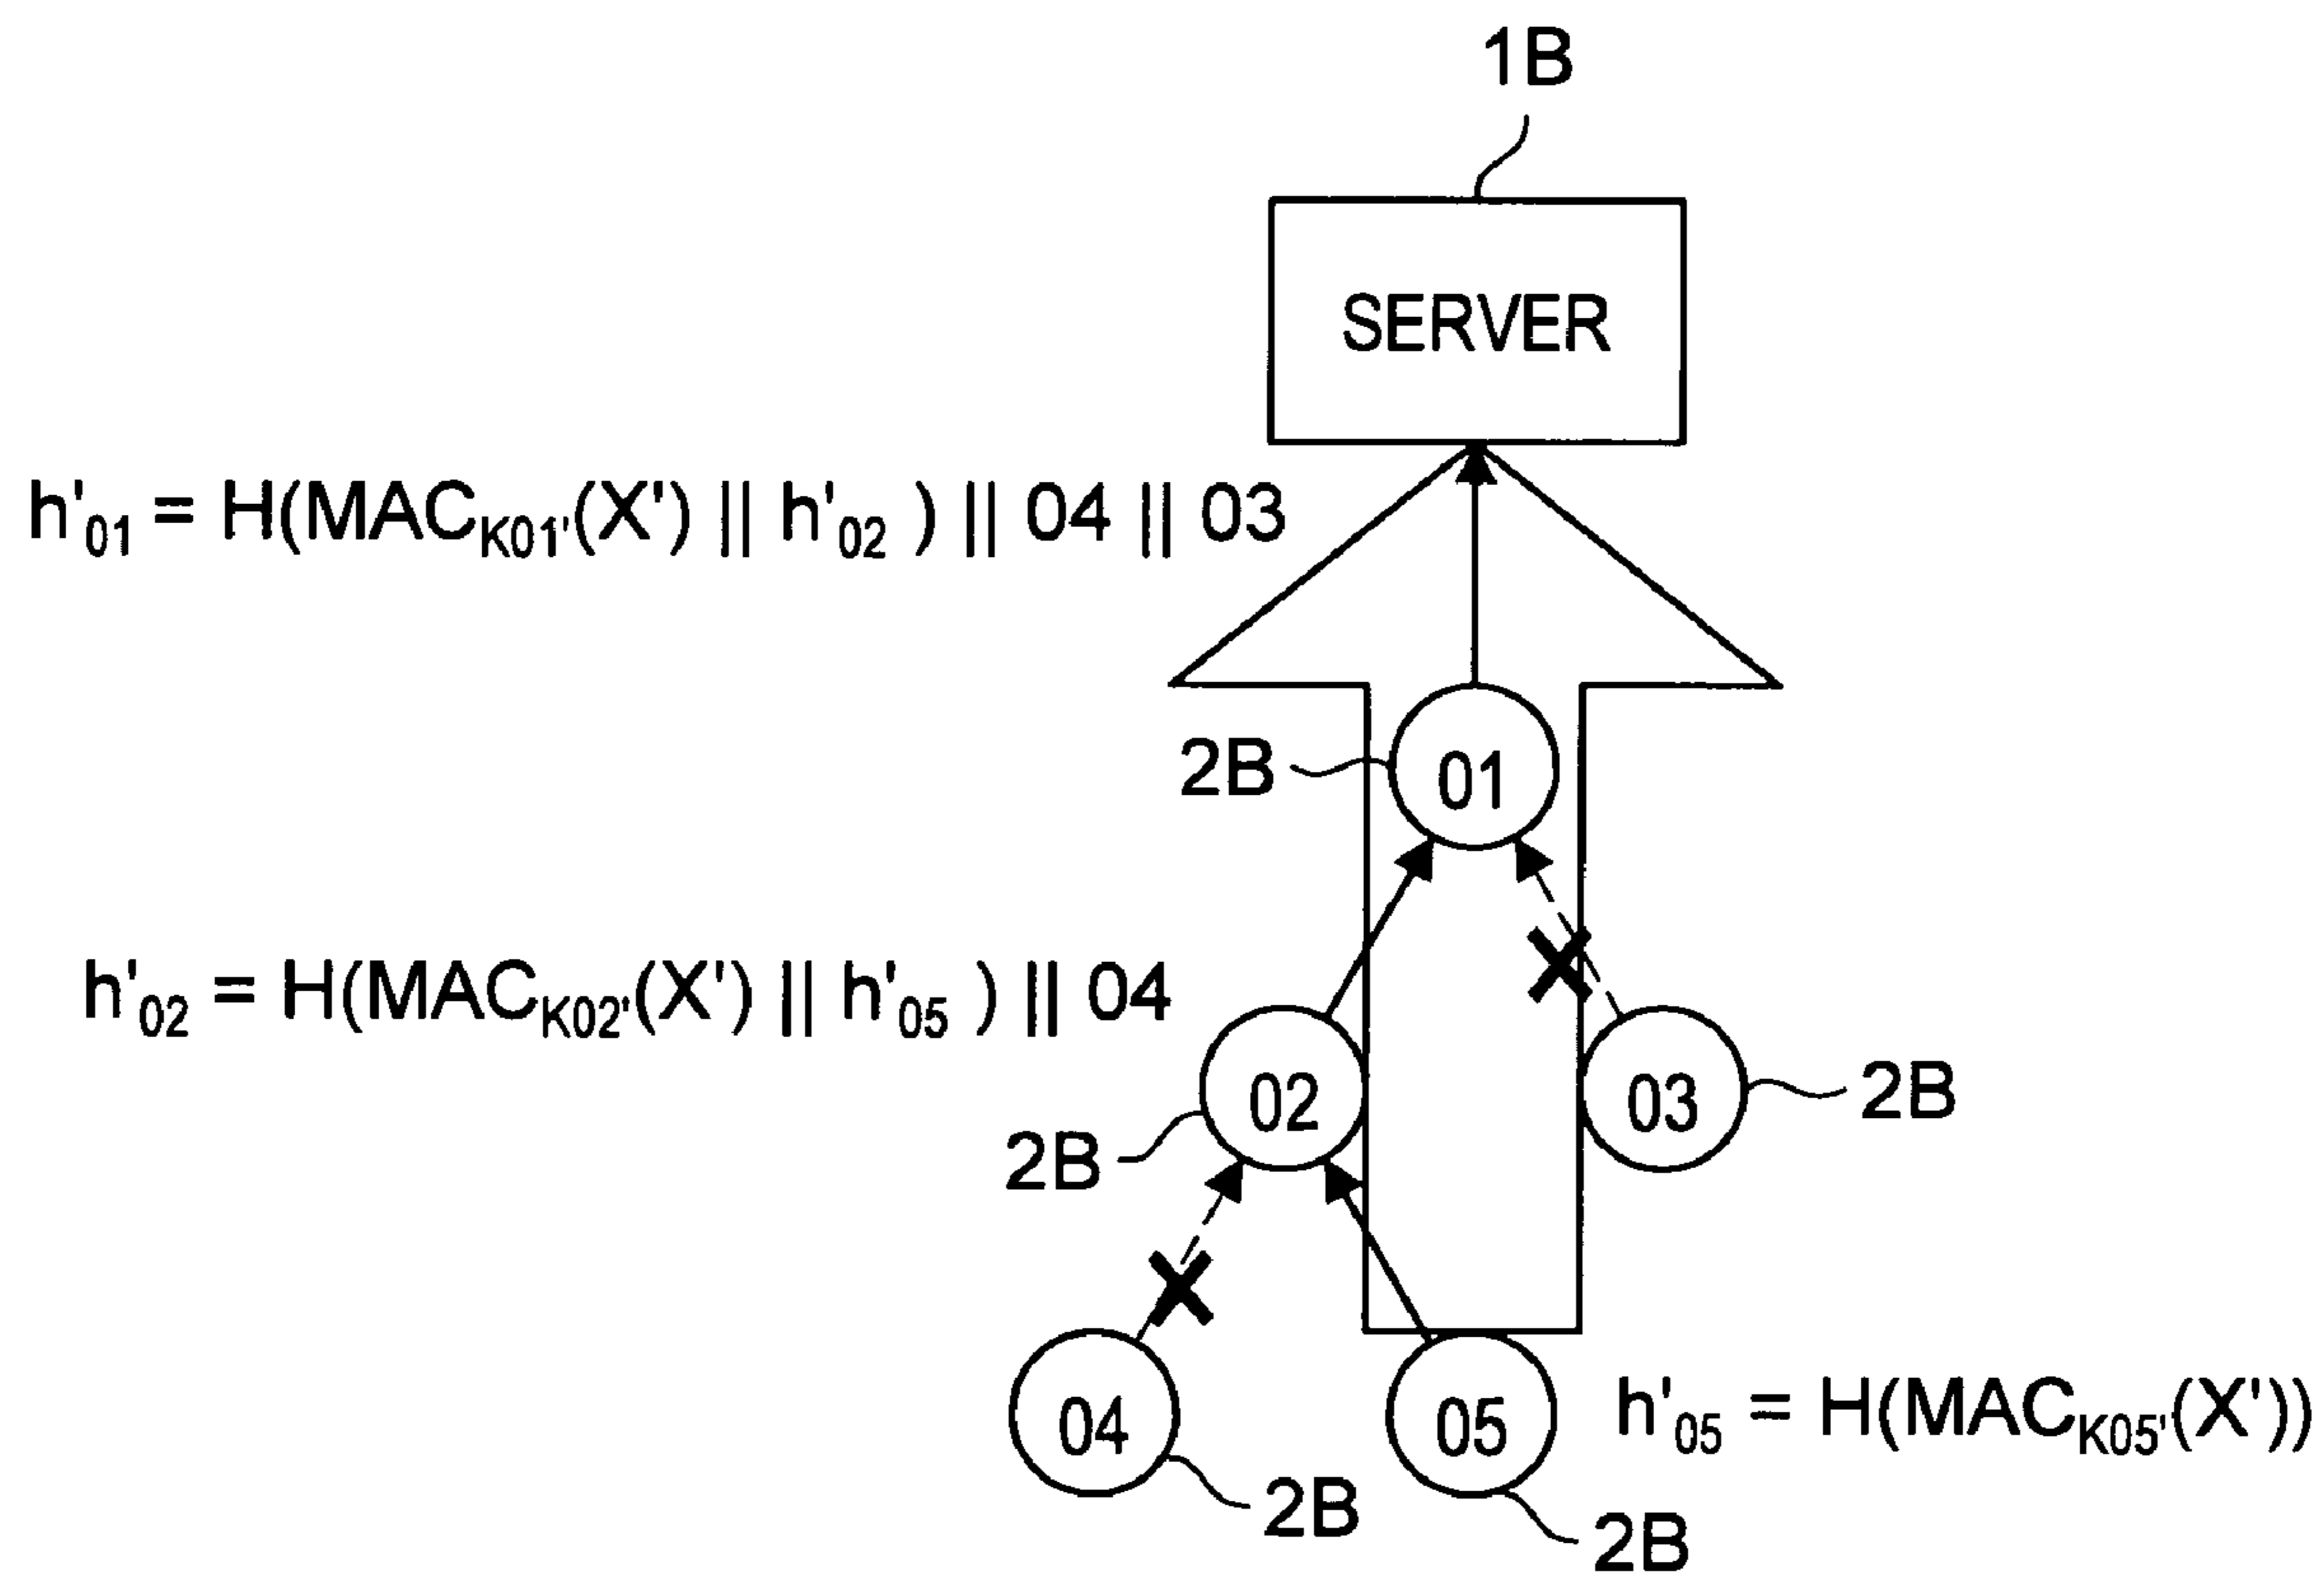 1B
SERVER
h'01 = H(MACK01'(X') || h'02 ) || 04 || 03
2B
01
h'02 = H(MACK02'(X') || h'05 ) || 04
02
03
2B
2B
04
05
h'05 = H(MACK05'(X'))
2B
2B